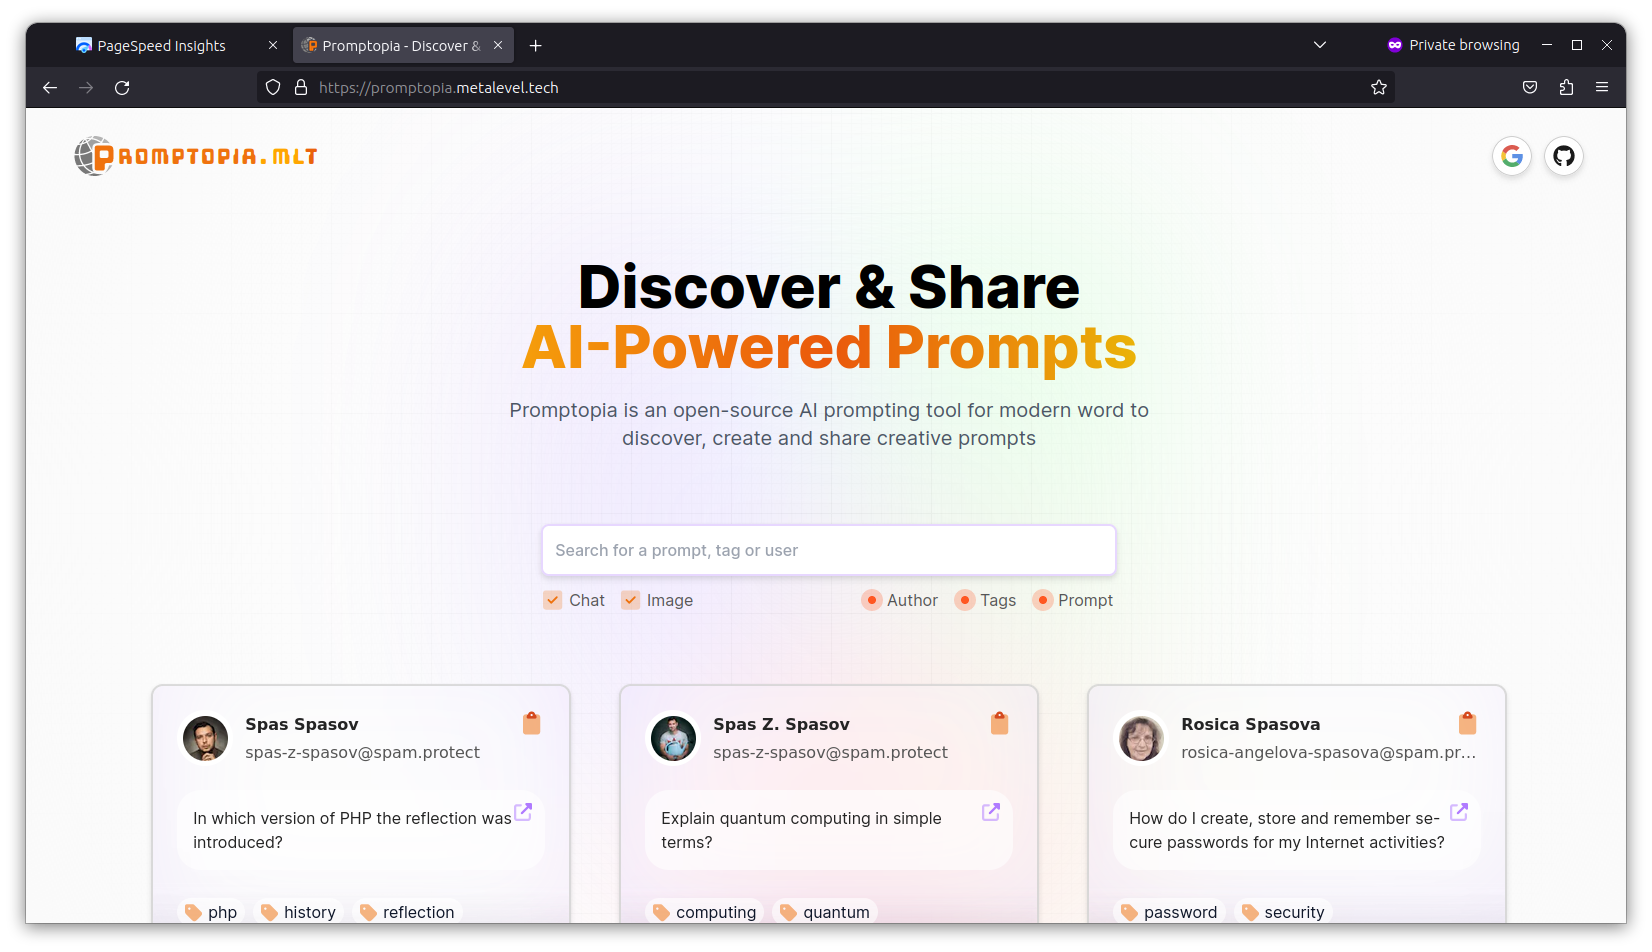 PageSpeed Insights
Promptopia - Discover &
Private browsing
https://promptopia.metalevel.tech
PROMPTOPIA.MLT
Discover & Share
AI-Powered Prompts
Promptopia is an open-source AI prompting tool for modern word to
discover, create and share creative prompts
Search for a prompt, tag or user
Chat Image Author Tags Prompt
Spas Spasov
spas-z-spasov@spam.protect
In which version of PHP the reflection was
introduced?
php history reflection
Spas Z. Spasov
spas-z-spasov@spam.protect
Explain quantum computing in simple
terms?
computing quantum
Rosica Spasova
rosica-angelova-spasova@spam.pr...
How do I create, store and remember se-
cure passwords for my Internet activities?
password security